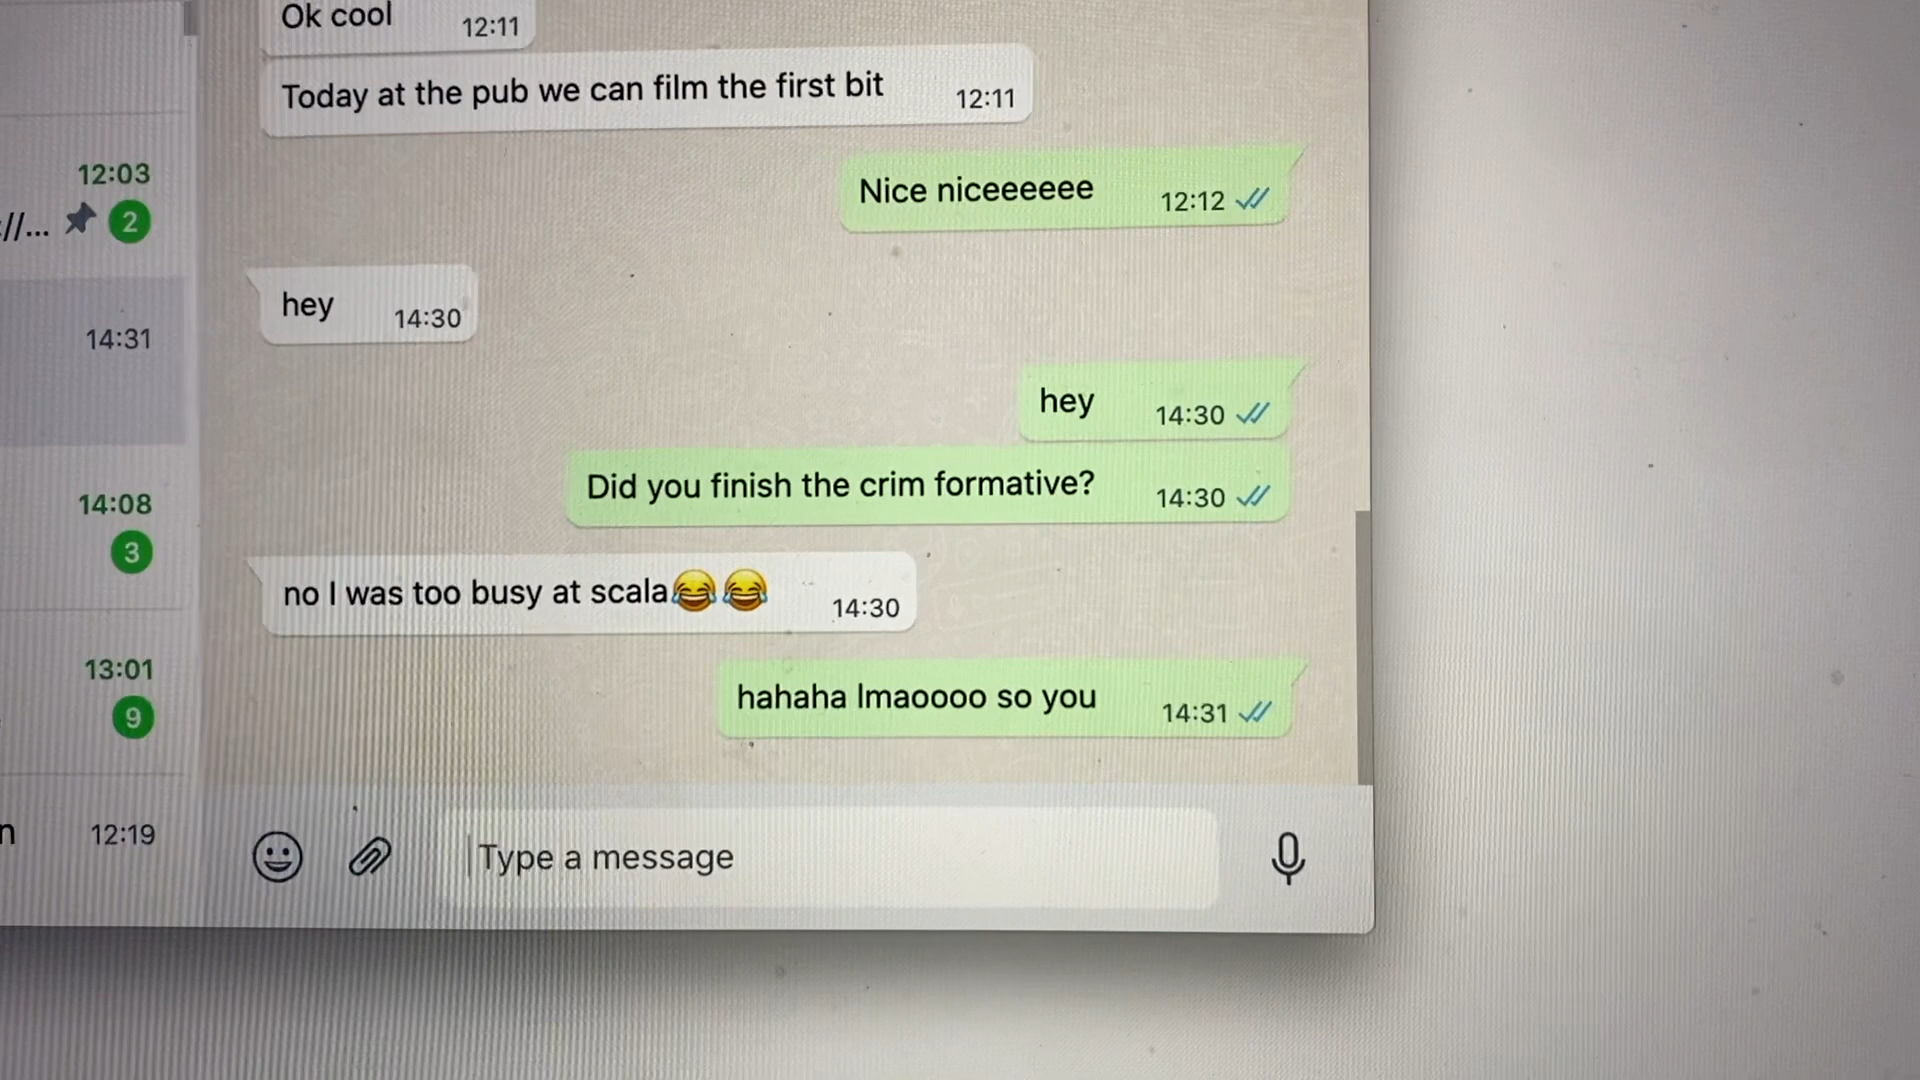 Ok cool 12:11
Today at the pub we can film the first bit 12:11
Nice niceeeeee 12:12
hey 14:30
hey 14:30
Did you finish the crim formative? 14:30
no I was too busy at scala😂😂 14:30
hahaha lmaoooo so you 14:31
Type a message
12:03
://... 2
14:31
14:08
3
13:01
9
n 12:19